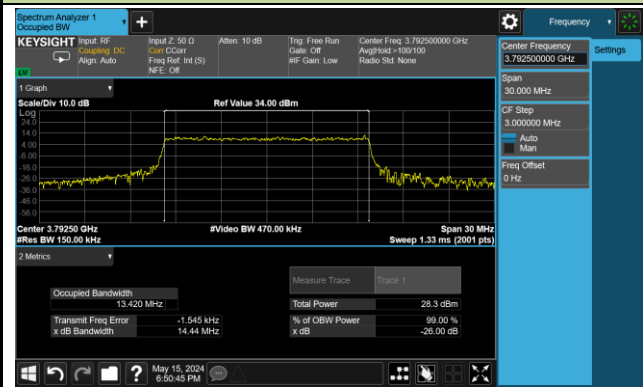 Spectrum Analyzer 1
Occupied BW
Frequency
KEYSIGHT
Input: RF
Coupling: DC
Align: Auto
Input Z: 50 Ω
Corr CCorr
Freq Ref: Int (S)
NFE: Off
Atten: 10 dB
Trig: Free Run
Gate: Off
#IF Gain: Low
Center Freq: 3.792500000 GHz
Avg|Hold:>100/100
Radio Std: None
Center Frequency
3.792500000 GHz
Settings
Span
30.000 MHz
CF Step
3.000000 MHz
Auto
Man
Freq Offset
0 Hz
1 Graph
Scale/Div 10.0 dB
Ref Value 34.00 dBm
Log
24.0
14.0
4.00
-6.00
-16.0
-26.0
-36.0
-46.0
-56.0
Center 3.79250 GHz
#Video BW 470.00 kHz
Span 30 MHz
#Res BW 150.00 kHz
Sweep 1.33 ms (2001 pts)
2 Metrics
Measure Trace
Trace 1
Occupied Bandwidth
13.420 MHz
Total Power
28.3 dBm
Transmit Freq Error
-1.545 kHz
% of OBW Power
99.00 %
x dB Bandwidth
14.44 MHz
x dB
-26.00 dB
May 15, 2024
6:50:45 PM